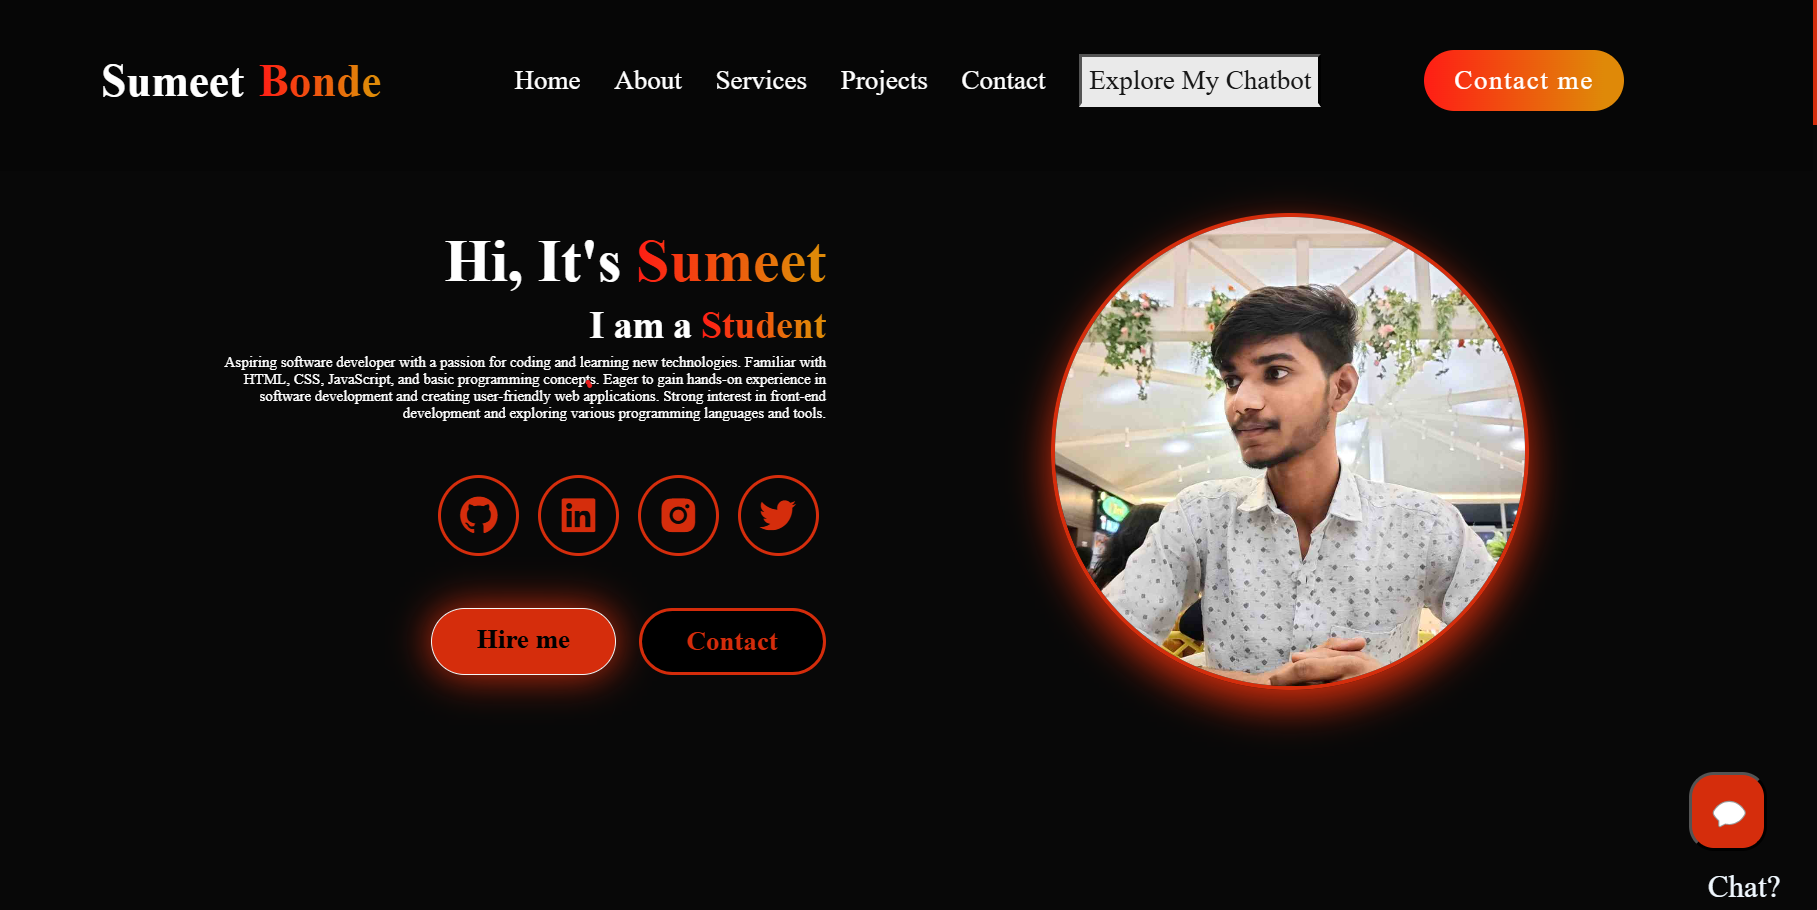 Sumeet Bonde
Home About Services Projects Contact Explore My Chatbot Contact me
Hi, It's Sumeet
I am a Student
Aspiring software developer with a passion for coding and learning new technologies. Familiar with
HTML, CSS, JavaScript, and basic programming concepts. Eager to gain hands-on experience in
software development and creating user-friendly web applications. Strong interest in front-end
development and exploring various programming languages and tools.
in
Hire me Contact
Chat?